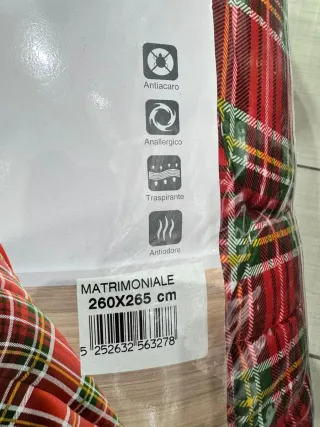 Antiacaro
Anallergico
Traspirante
Antiodore
MATRIMONIALE
260X265 cm
5 252632 563278